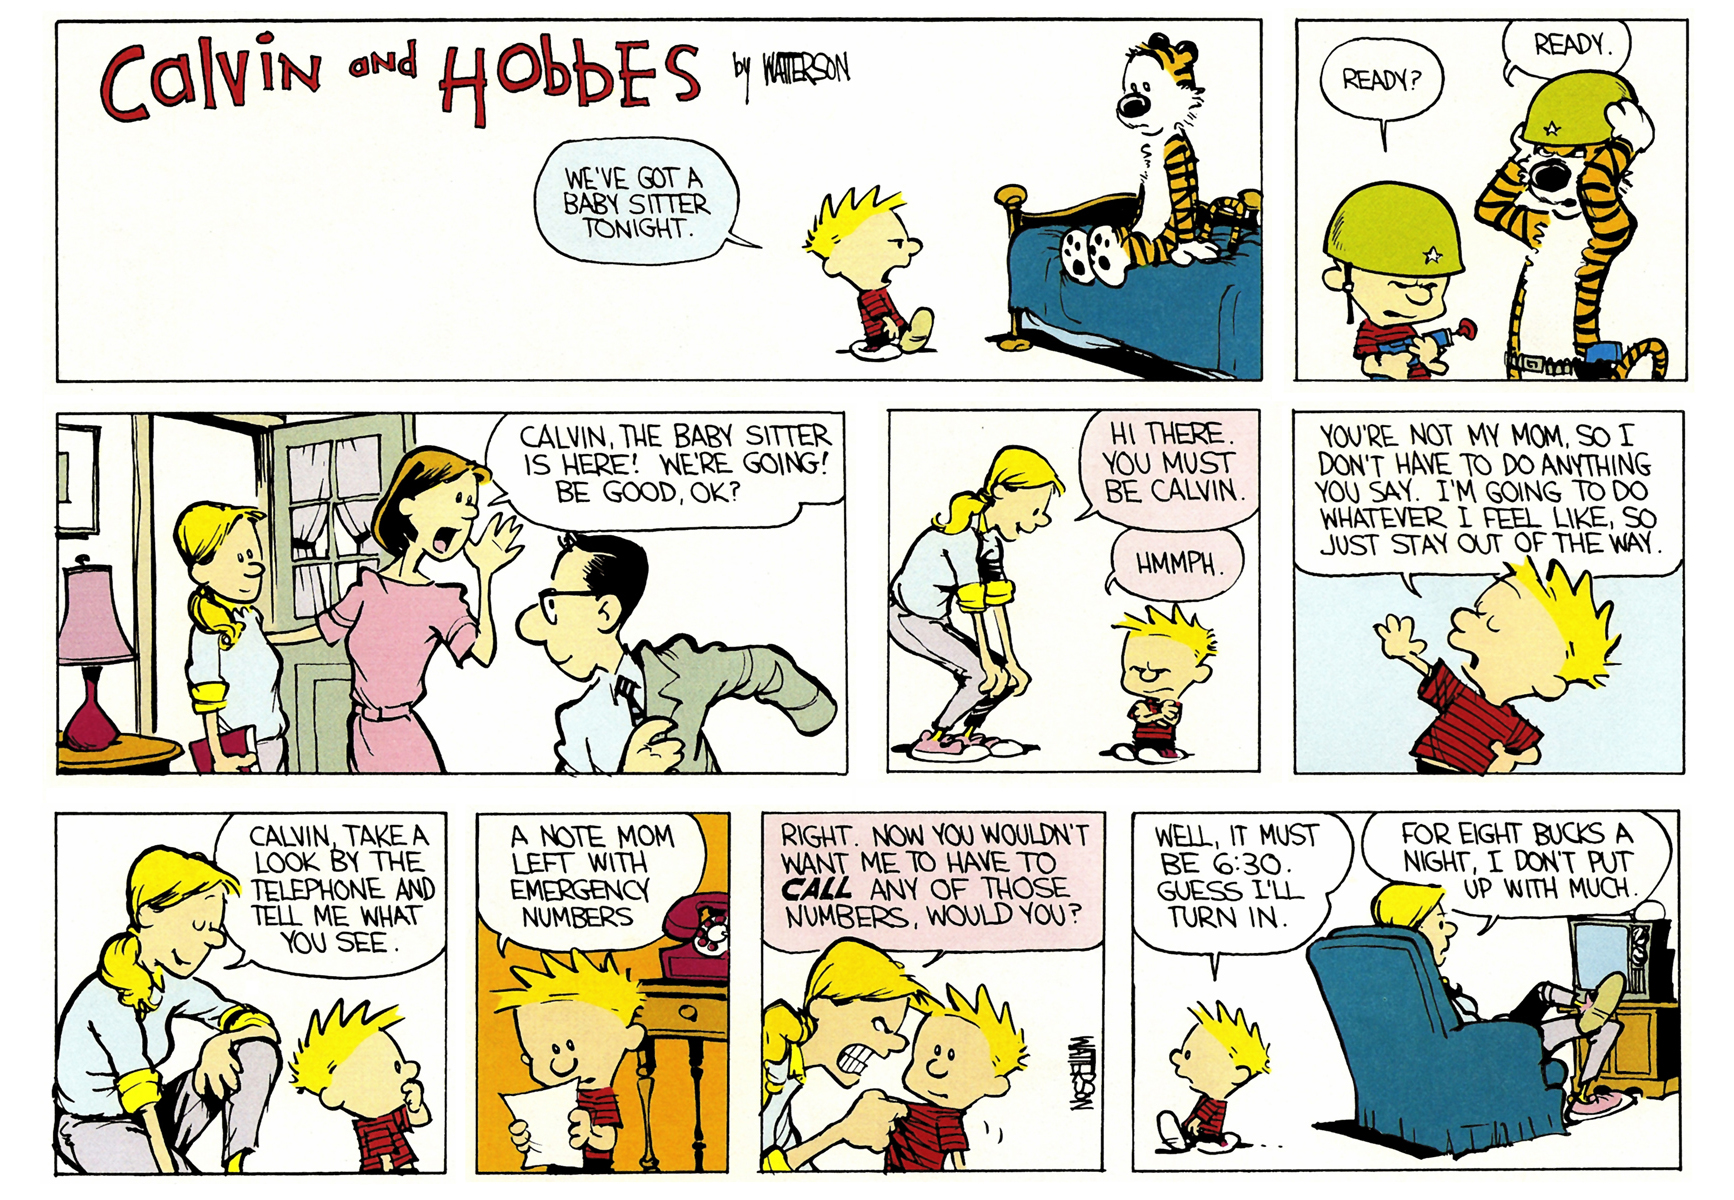 Calvin and HobbEs
by WATTERSON
WE'VE GOT A
BABY SITTER
TONIGHT.
READY?
READY.
CALVIN, THE BABY SITTER
IS HERE! WE'RE GOING!
BE GOOD, OK?
HI THERE.
YOU MUST
BE CALVIN.
HMMPH.
YOU'RE NOT MY MOM, SO I
DON'T HAVE TO DO ANYTHING
YOU SAY. I'M GOING TO DO
WHATEVER I FEEL LIKE, SO
JUST STAY OUT OF THE WAY.
CALVIN, TAKE A
LOOK BY THE
TELEPHONE AND
TELL ME WHAT
YOU SEE.
A NOTE MOM
LEFT WITH
EMERGENCY
NUMBERS
RIGHT. NOW YOU WOULDN'T
WANT ME TO HAVE TO
CALL ANY OF THOSE
NUMBERS, WOULD YOU?
WATTERSON
WELL, IT MUST
BE 6:30.
GUESS I'LL
TURN IN.
FOR EIGHT BUCKS A
NIGHT, I DON'T PUT
UP WITH MUCH.